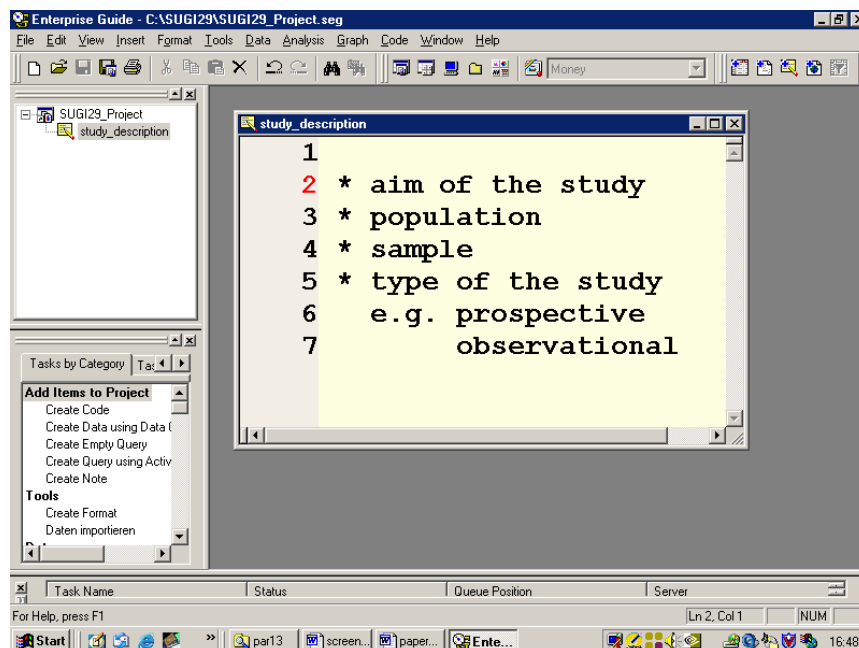 Enterprise Guide - C:\SUGI29\SUGI29_Project.seg
File Edit View Insert Format Tools Data Analysis Graph Code Window Help
Money
SUGI29_Project
study_description
study_description
1
2 * aim of the study
3 * population
4 * sample
5 * type of the study
6 e.g. prospective
7 observational
Tasks by Category
Add Items to Project
Create Code
Create Data using Data
Create Empty Query
Create Query using Activ
Create Note
Tools
Create Format
Daten importieren
Task Name Status Queue Position Server
For Help, press F1 Ln 2, Col 1 NUM
Start » par13 screen... paper... Ente... 16:48